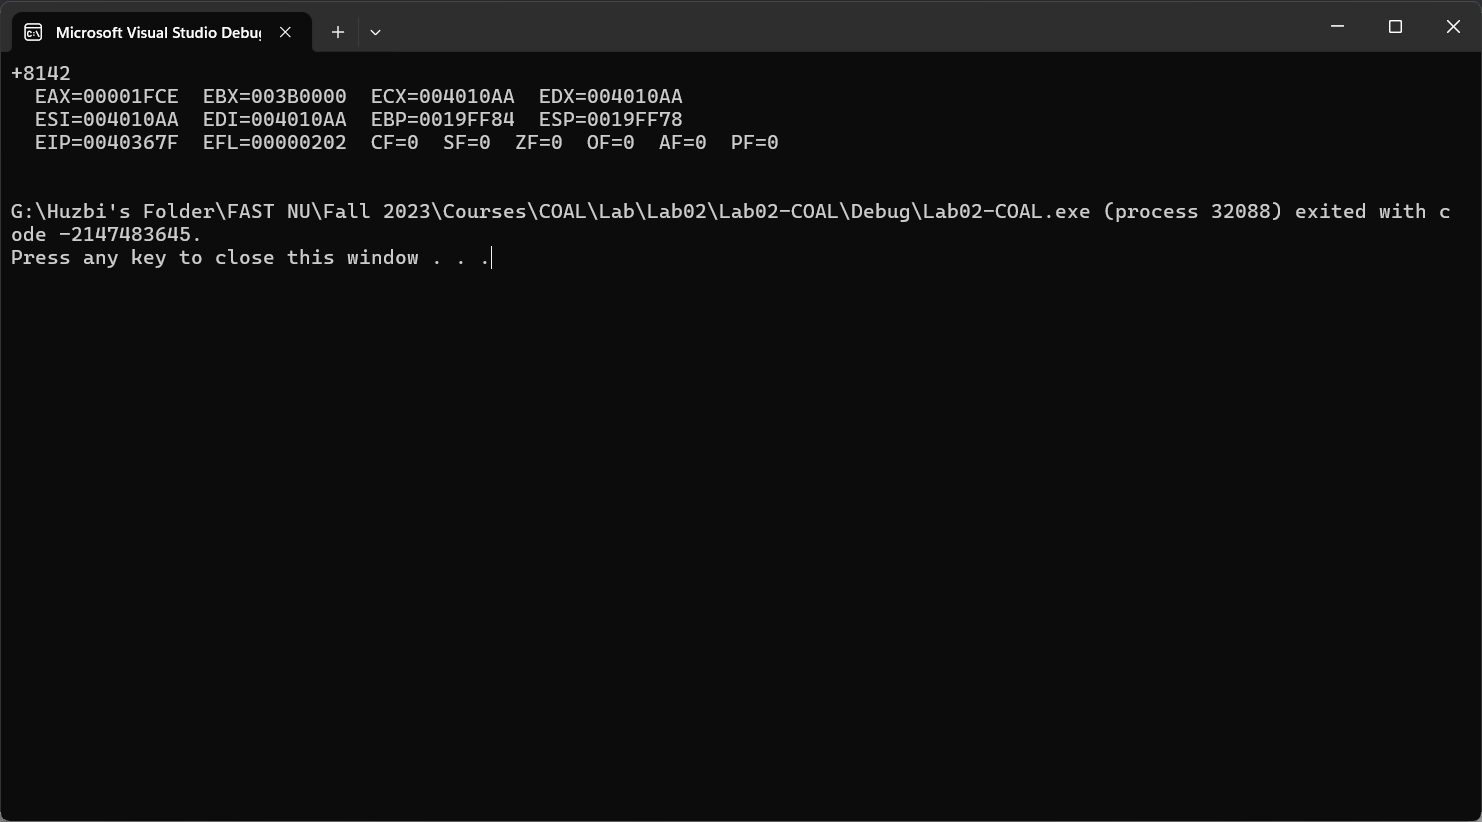 Microsoft Visual Studio Debu
+8142
EAX=00001FCE EBX=003B0000 ECX=004010AA EDX=004010AA
ESI=004010AA EDI=004010AA EBP=0019FF84 ESP=0019FF78
EIP=0040367F EFL=00000202 CF=0 SF=0 ZF=0 OF=0 AF=0 PF=0
G:\Huzbi's Folder\FAST NU\Fall 2023\Courses\COAL\Lab\Lab02\Lab02-COAL\Debug\Lab02-COAL.exe (process 32088) exited with c
ode -2147483645.
Press any key to close this window . . .